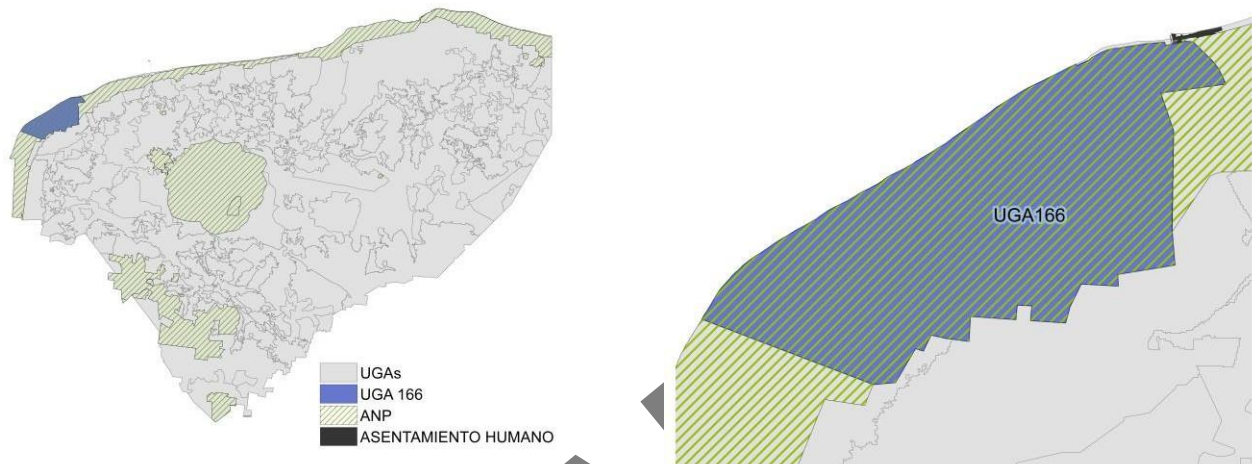 UGAs
UGA 166
ANP
ASENTAMIENTO HUMANO
UGA166